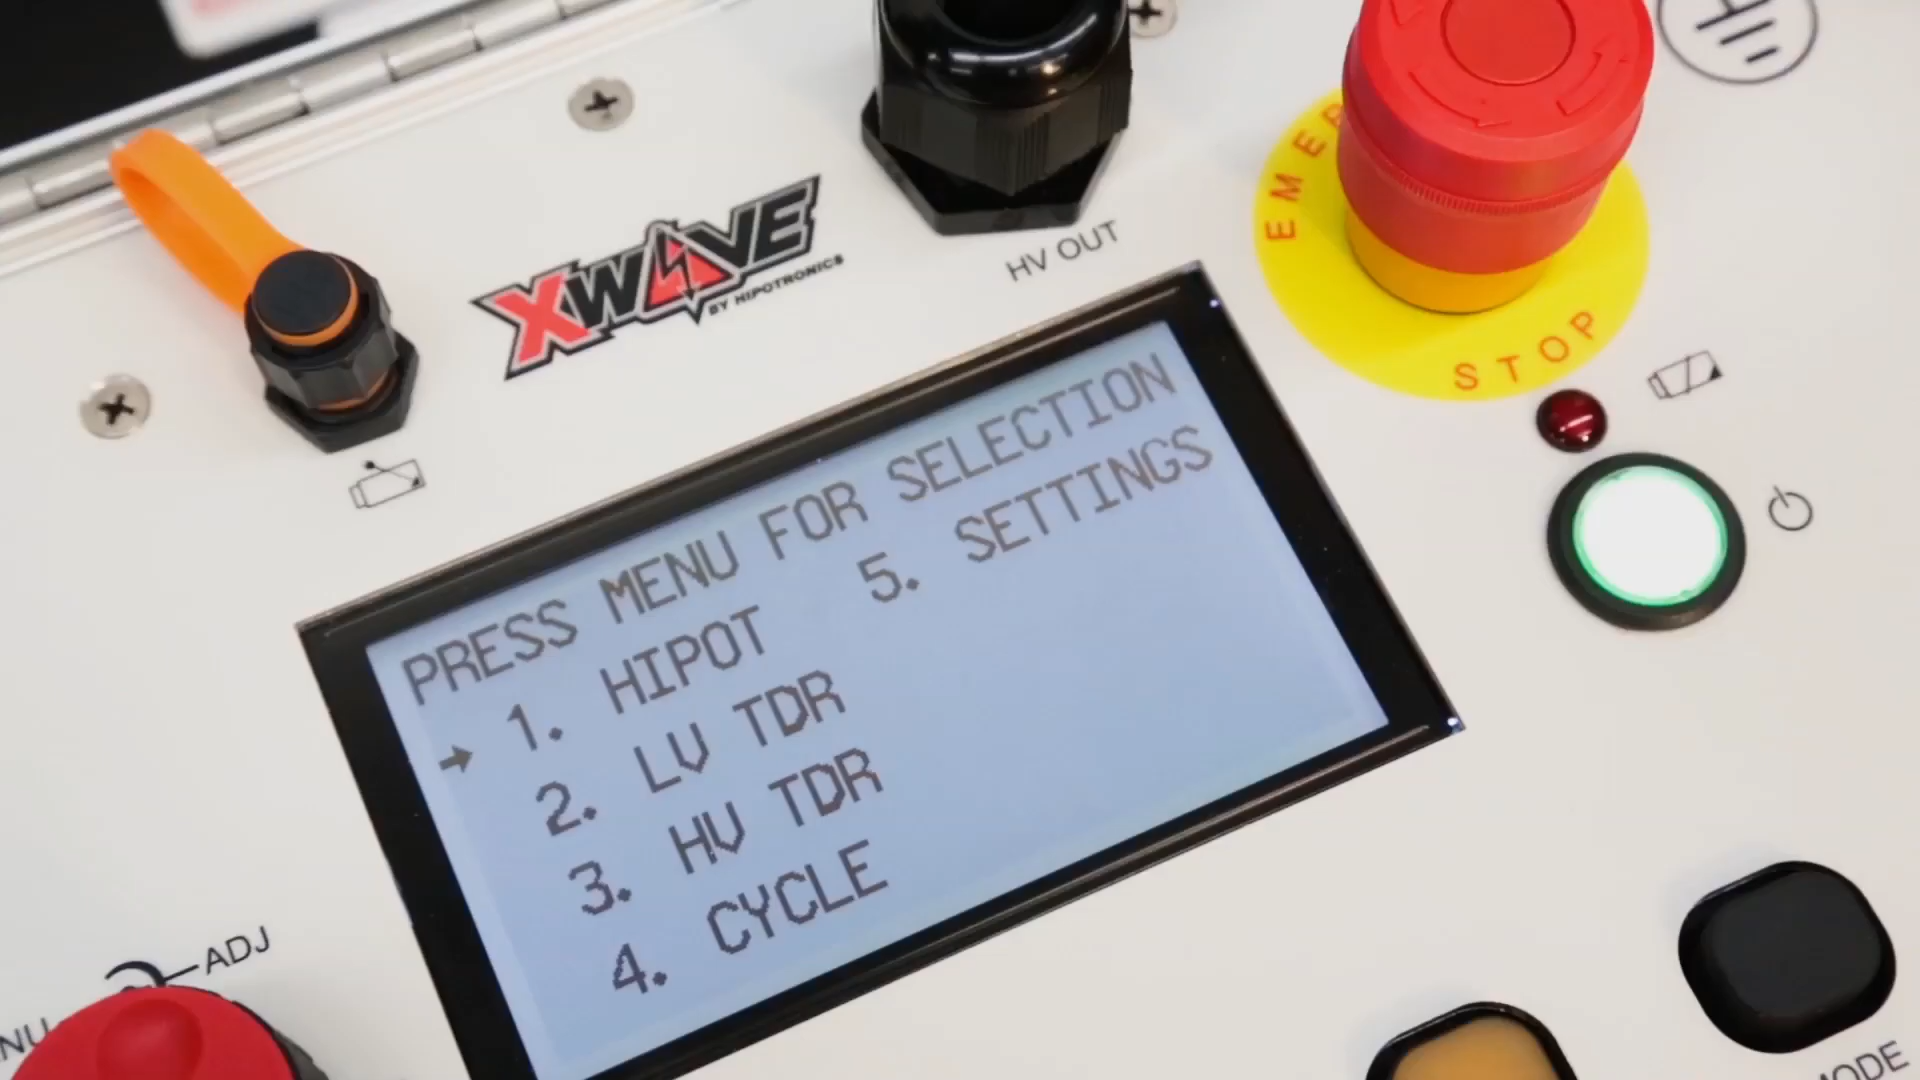 XWAVE
BY HIPOTRONICS
HV OUT
EMER
STOP
PRESS MENU FOR SELECTION
→ 1. HIPOT 5. SETTINGS
2. LV TDR
3. HV TDR
4. CYCLE
ADJ
NU
MODE